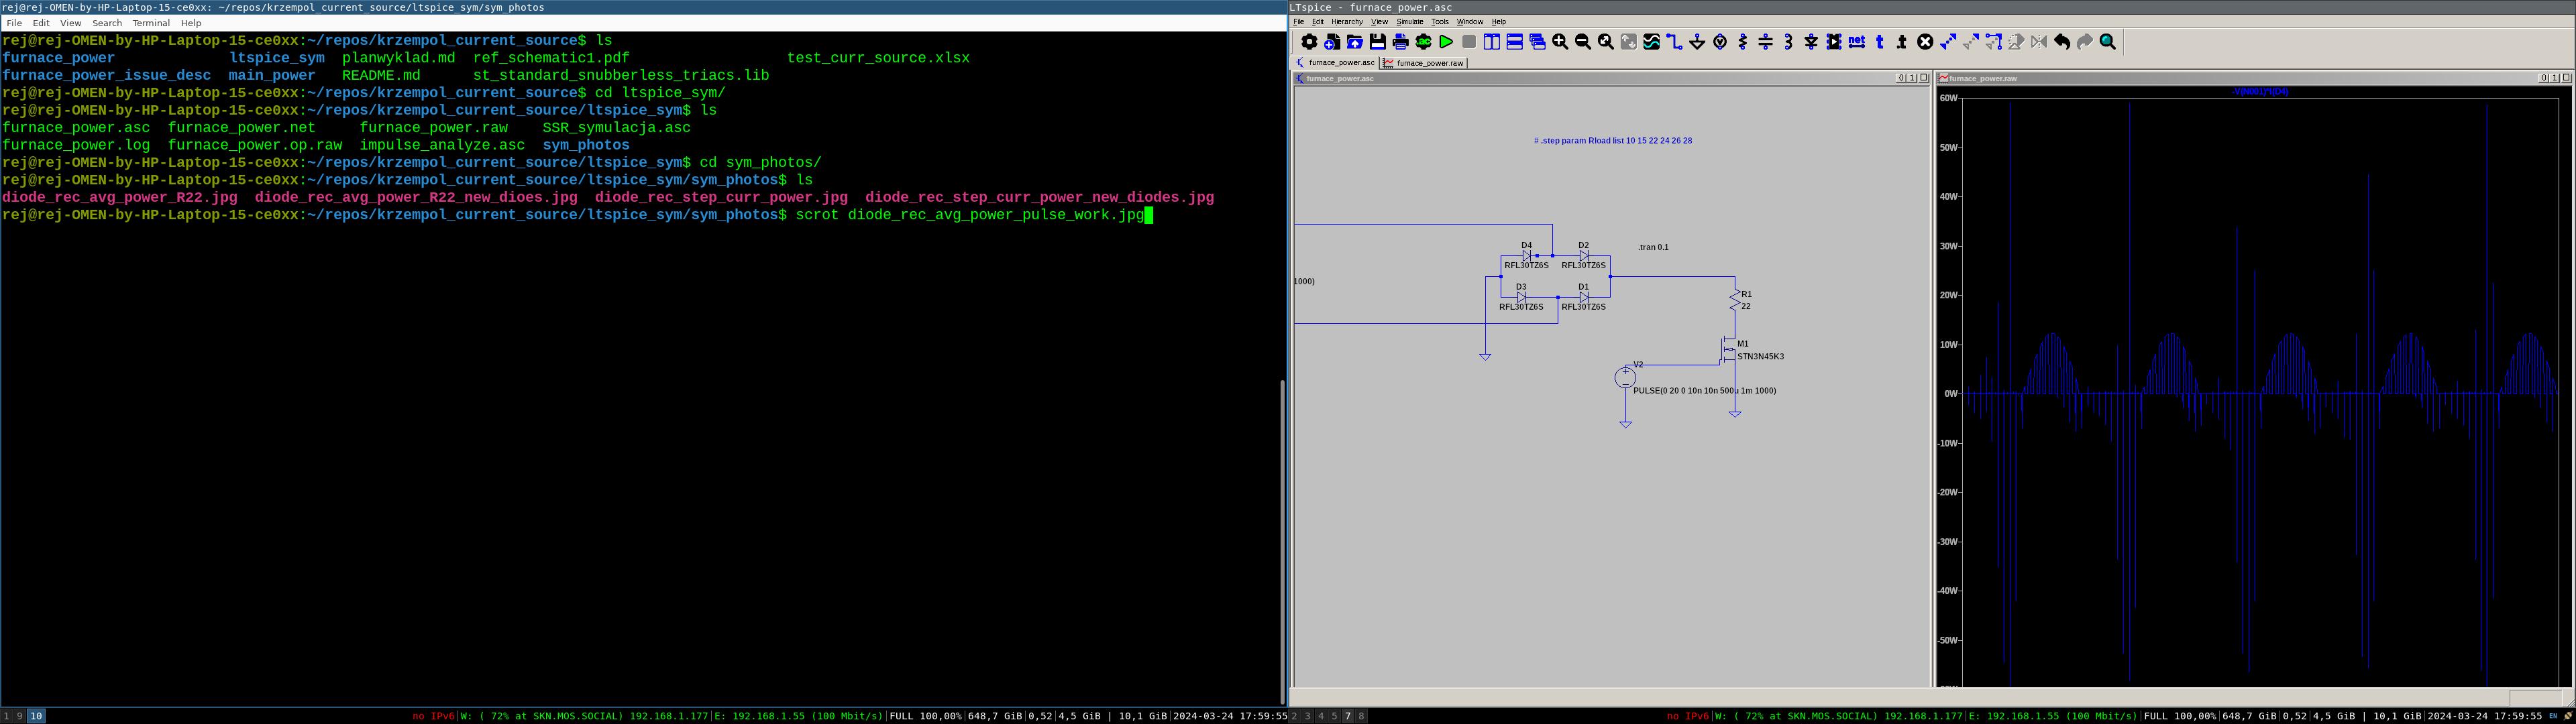 rej@rej-OMEN-by-HP-Laptop-15-ce0xx: ~/repos/krzempol_current_source/ltspice_sym/sym_photos
File Edit View Search Terminal Help
rej@rej-OMEN-by-HP-Laptop-15-ce0xx:~/repos/krzempol_current_source$ ls
furnace_power ltspice_sym ref_schematic1.pdf test_curr_source.xlsx
furnace_power_issue_desc main_power planwyklad.md README.md st_standard_snubberless_triacs.lib
rej@rej-OMEN-by-HP-Laptop-15-ce0xx:~/repos/krzempol_current_source$ cd ltspice_sym/
rej@rej-OMEN-by-HP-Laptop-15-ce0xx:~/repos/krzempol_current_source/ltspice_sym$ ls
furnace_power.asc furnace_power.net furnace_power.raw SSR_symulacja.asc
furnace_power.log furnace_power.op.raw impulse_analyze.asc sym_photos
rej@rej-OMEN-by-HP-Laptop-15-ce0xx:~/repos/krzempol_current_source/ltspice_sym$ cd sym_photos/
rej@rej-OMEN-by-HP-Laptop-15-ce0xx:~/repos/krzempol_current_source/ltspice_sym/sym_photos$ ls
diode_rec_avg_power_R22.jpg diode_rec_avg_power_R22_new_dioes.jpg diode_rec_step_curr_power.jpg diode_rec_step_curr_power_new_diodes.jpg
rej@rej-OMEN-by-HP-Laptop-15-ce0xx:~/repos/krzempol_current_source/ltspice_sym/sym_photos$ scrot diode_rec_avg_power_pulse_work.jpg
1 9 10
no IPv6|W: ( 72% at SKN.MOS.SOCIAL) 192.168.1.177|E: 192.168.1.55 (100 Mbit/s)|FULL 100,00%|648,7 GiB|0,52|4,5 GiB | 10,1 GiB|2024-03-24 17:59:55
LTspice - furnace_power.asc
File Edit Hierarchy View Simulate Tools Window Help
.ac net t .t
furnace_power.asc furnace_power.raw
furnace_power.asc
# .step param Rload list 10 15 22 24 26 28
.tran 0.1
D4 D2
RFL30TZ6S RFL30TZ6S
1000)
D3 D1
RFL30TZ6S RFL30TZ6S
R1
22
M1
STN3N45K3
V2
PULSE(0 20 0 10n 10n 500u 1m 1000)
furnace_power.raw
-V(N001)*I(D4)
60W
50W
40W
30W
20W
10W
0W
-10W
-20W
-30W
-40W
-50W
2 3 4 5 7 8
no IPv6|W: ( 72% at SKN.MOS.SOCIAL) 192.168.1.177|E: 192.168.1.55 (100 Mbit/s)|FULL 100,00%|648,7 GiB|0,52|4,5 GiB | 10,1 GiB|2024-03-24 17:59:55 EN